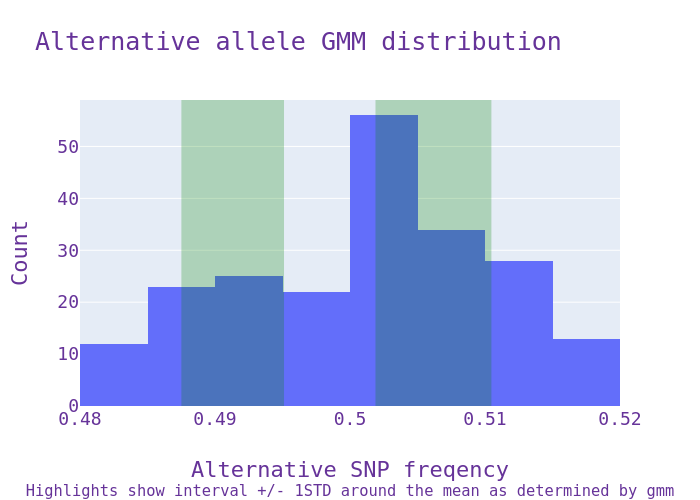 Alternative allele GMM distribution
50
40
30
20
10
0
Count
0.48
0.49
0.5
0.51
0.52
Alternative SNP freqency
Highlights show interval +/- 1STD around the mean as determined by gmm